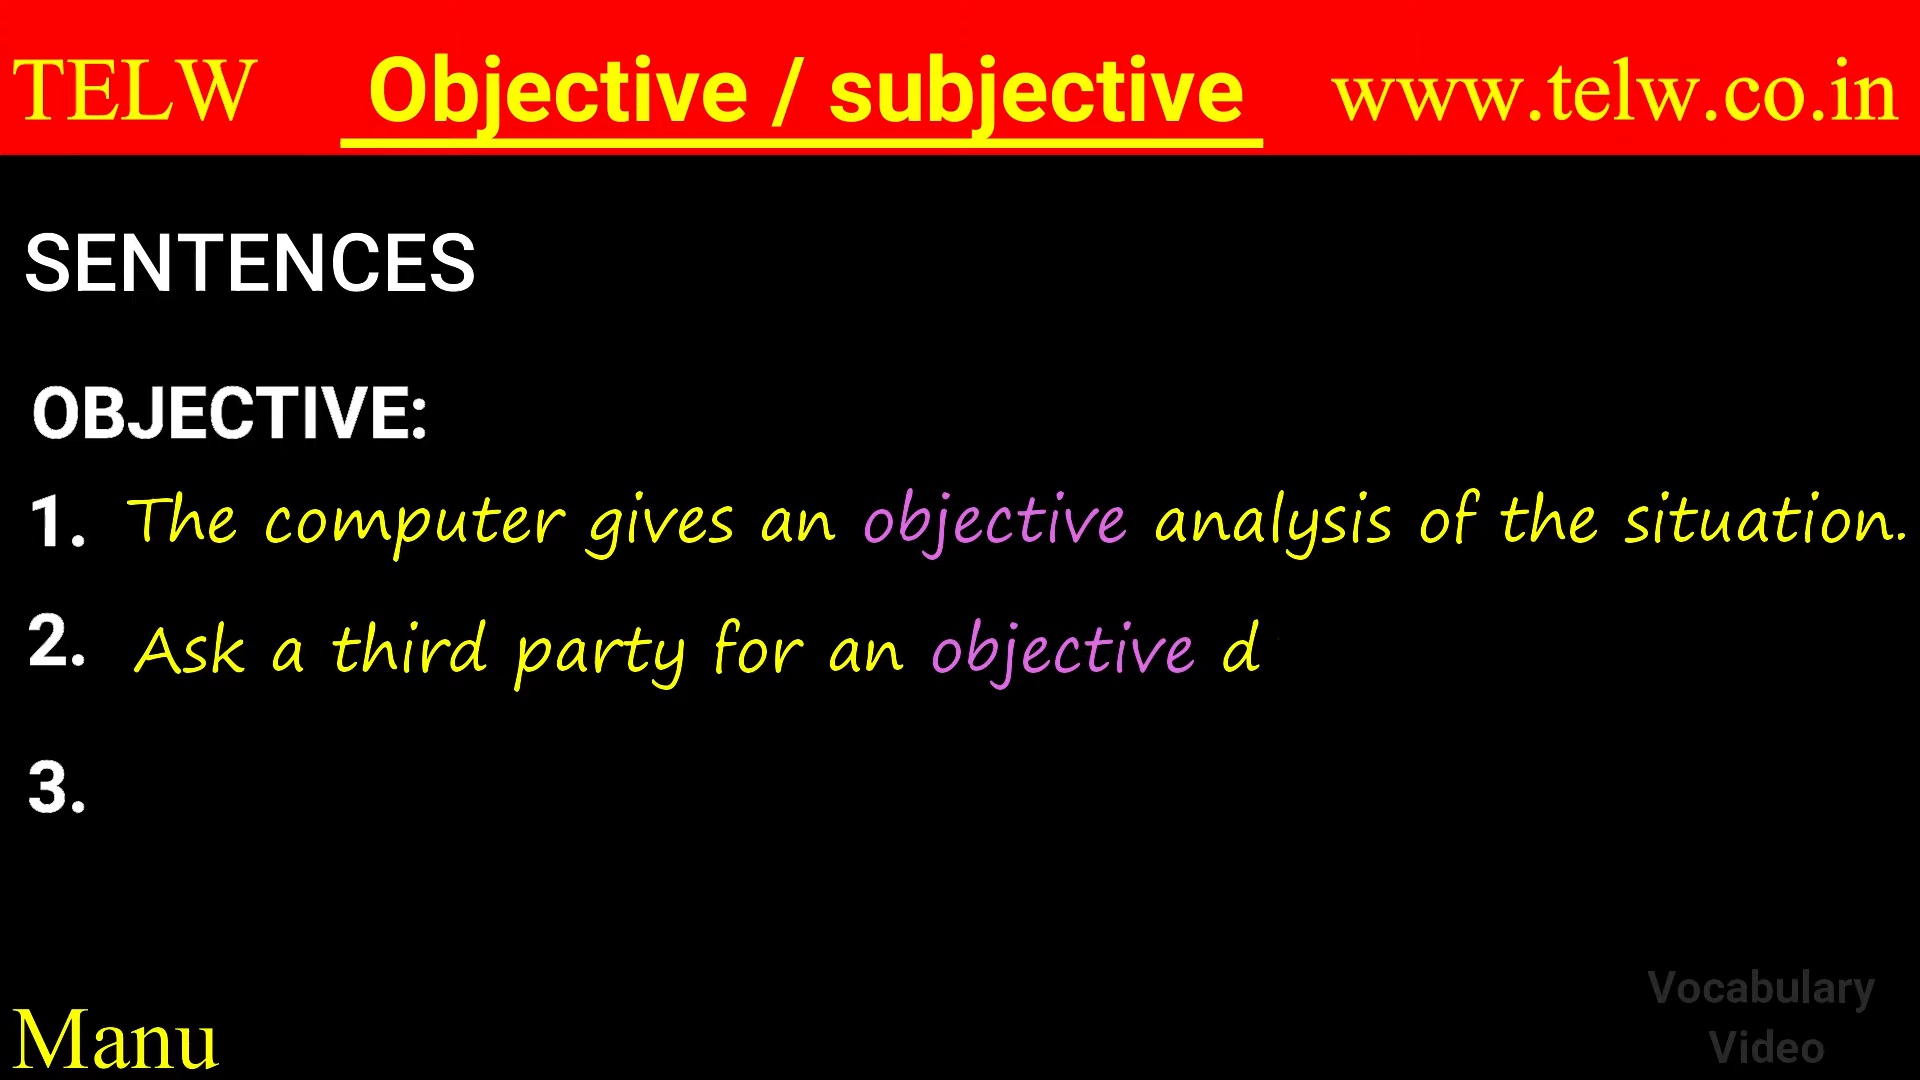 TELW Objective / subjective www.telw.co.in
SENTENCES
OBJECTIVE:
1. The computer gives an objective analysis of the situation.
2. Ask a third party for an objective d
3.
Manu
Vocabulary
Video